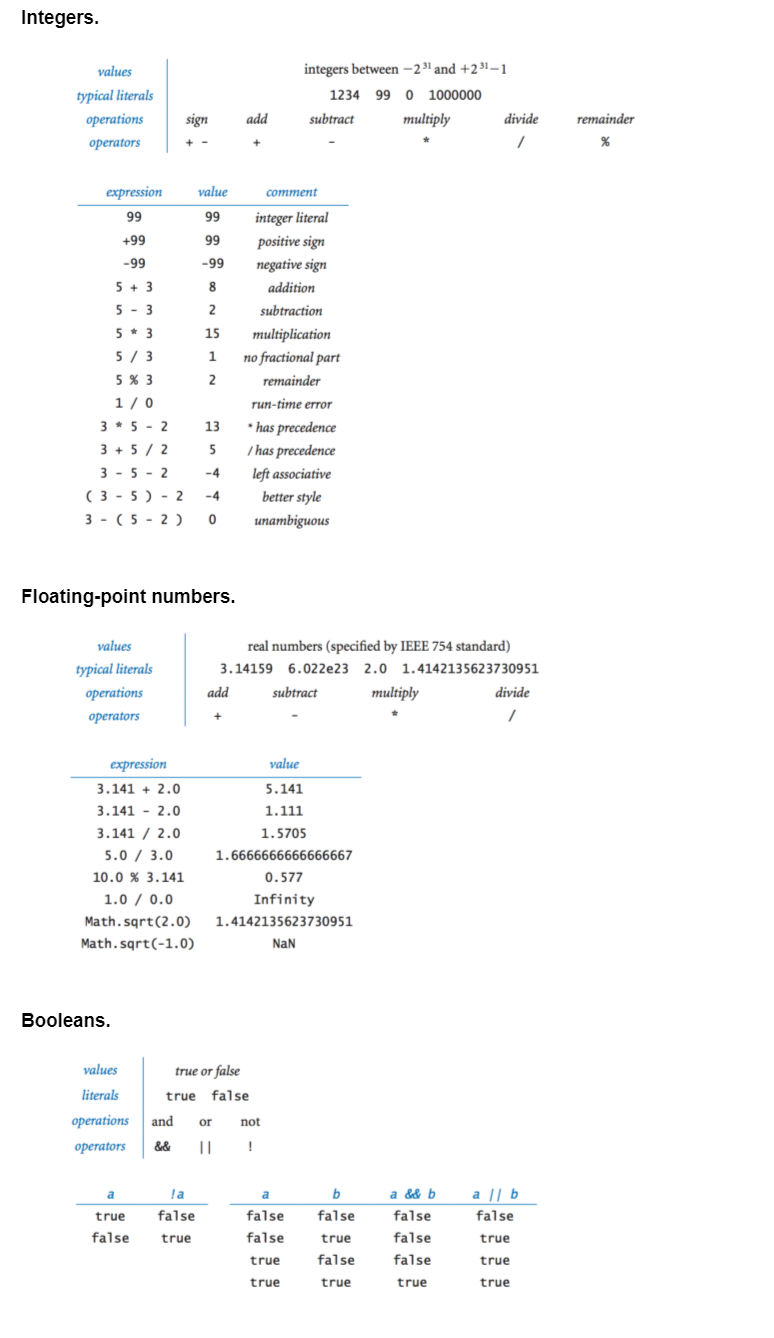 Integers.
values integers between −2³¹ and +2³¹−1
typical literals 1234 99 0 1000000
operations sign add subtract multiply divide remainder
operators + - + - * / %
expression value comment
99 99 integer literal
+99 99 positive sign
-99 -99 negative sign
5 + 3 8 addition
5 - 3 2 subtraction
5 * 3 15 multiplication
5 / 3 1 no fractional part
5 % 3 2 remainder
1 / 0 run-time error
3 * 5 - 2 13 * has precedence
3 + 5 / 2 5 / has precedence
3 - 5 - 2 -4 left associative
( 3 - 5 ) - 2 -4 better style
3 - ( 5 - 2 ) 0 unambiguous
Floating-point numbers.
values real numbers (specified by IEEE 754 standard)
typical literals 3.14159 6.022e23 2.0 1.4142135623730951
operations add subtract multiply divide
operators + - * /
expression value
3.141 + 2.0 5.141
3.141 - 2.0 1.111
3.141 / 2.0 1.5705
5.0 / 3.0 1.6666666666666667
10.0 % 3.141 0.577
1.0 / 0.0 Infinity
Math.sqrt(2.0) 1.4142135623730951
Math.sqrt(-1.0) NaN
Booleans.
values true or false
literals true false
operations and or not
operators && || !
a !a a b a && b a || b
true false false false false false
false true false true false true
true false false true
true true true true